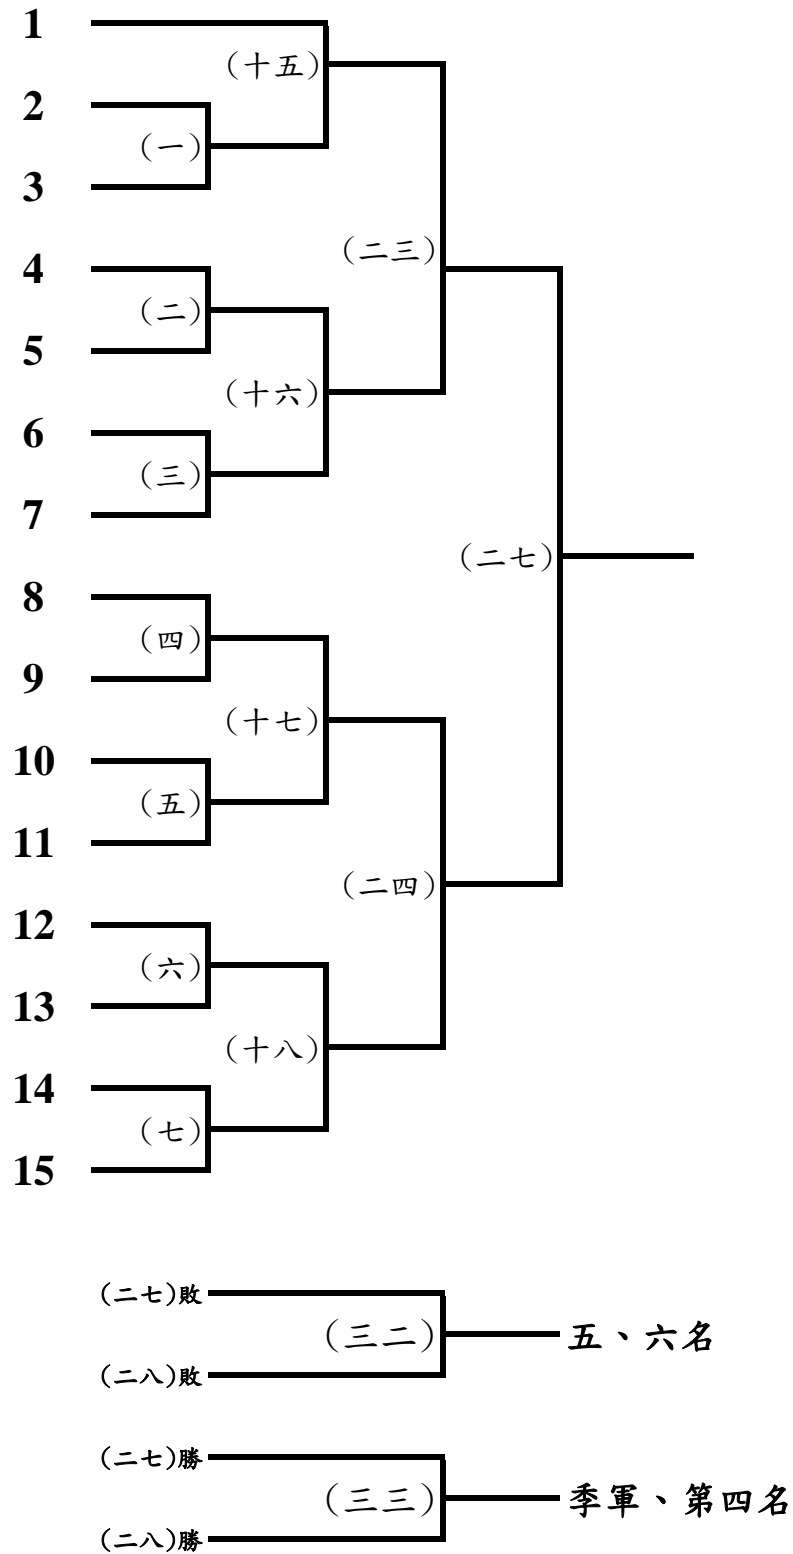 1
（十五）
2
（一）
3
（二三）
4
（二）
5
（十六）
6
（三）
7
（二七）
8
（四）
9
（十七）
10
（五）
11
（二四）
12
（六）
13
（十八）
14
（七）
15
(二七)敗
（三二）
五、六名
(二八)敗
(二七)勝
（三三）
季軍、第四名
(二八)勝